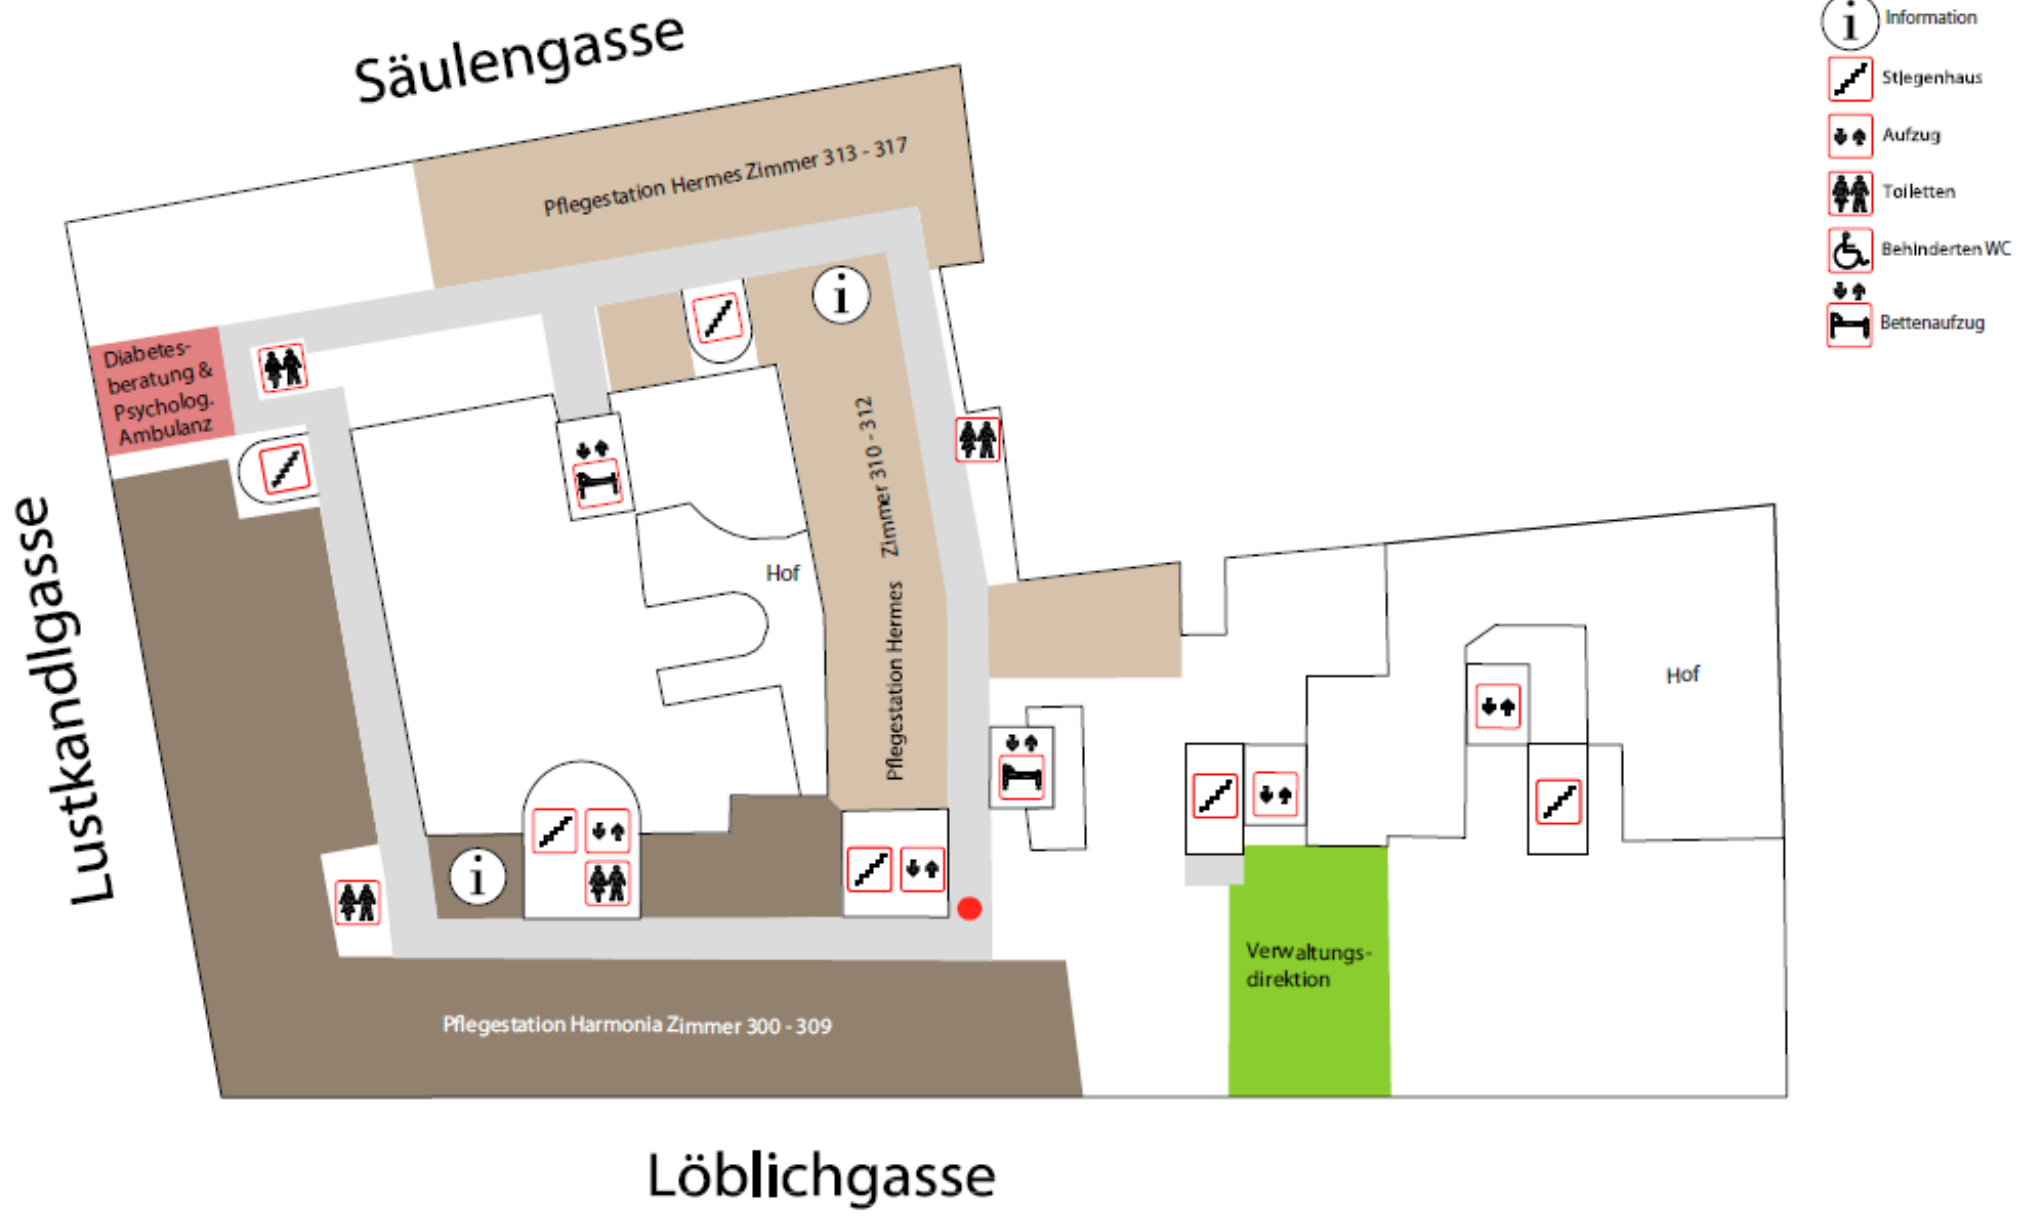 Säulengasse
Information
Stiegenhaus
Aufzug
Toiletten
Behinderten WC
Bettenaufzug
Pflegestation Hermes Zimmer 313 - 317
Diabetes-
beratung &
Psycholog.
Ambulanz
Pflegestation Hermes Zimmer 310 - 312
Hof
Hof
Lustkandlgasse
Verwaltungs-
direktion
Pflegestation Harmonia Zimmer 300 - 309
Löblichgasse